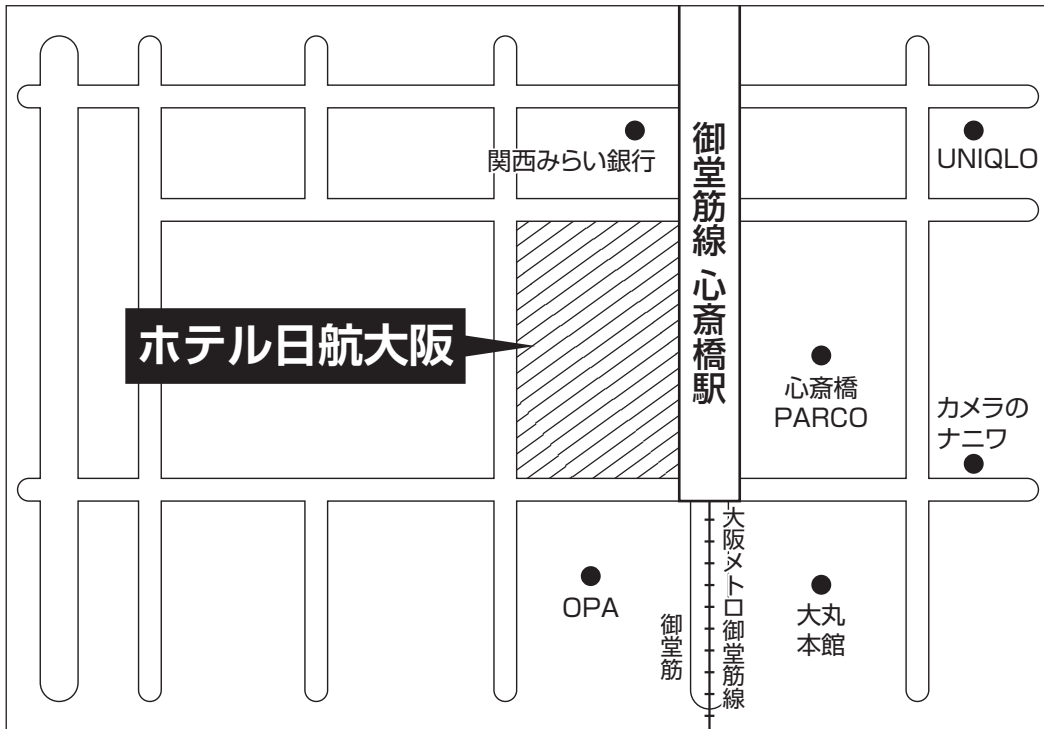 関西みらい銀行
UNIQLO
御堂筋線 心斎橋駅
ホテル日航大阪
心斎橋
PARCO
カメラの
ナニワ
OPA
御堂筋
大阪メトロ御堂筋線
大丸
本館